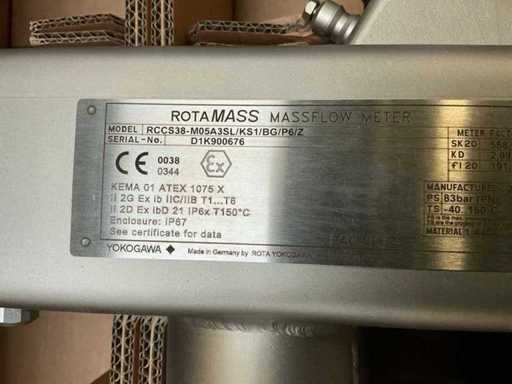 ROTAMASS MASSFLOW METER
MODEL RCCS38-M05A3SL/KS1/BG/P6/Z
SERIAL-No. D1K900676
CE 0038
0344
Ex
KEMA 01 ATEX 1075 X
II 2G Ex ib IIC/IIB T1...T6
II 2D Ex ibD 21 IP6x T150°C
Enclosure: IP67
See certificate for data
YOKOGAWA Made in Germany by ROTA YOKOGAWA
METER FACT
SK20
KD
fl20
MANUFACTURE
PS 83bar
TS -40
MATERIAL